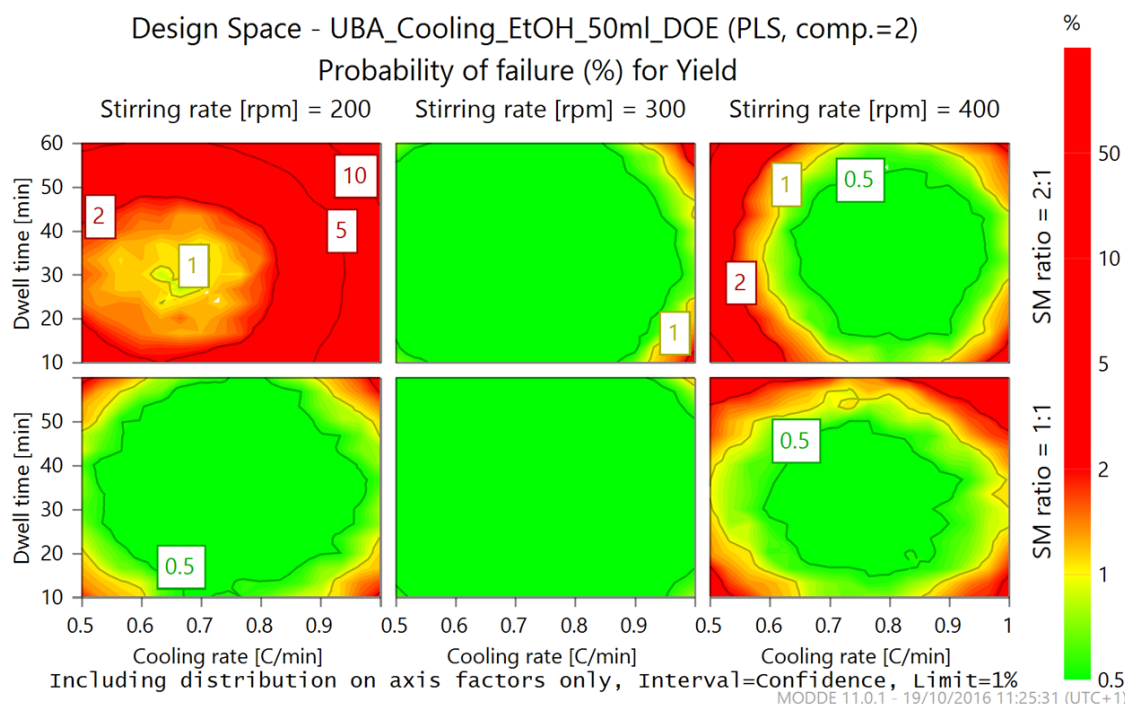 Design Space - UBA_Cooling_EtOH_50ml_DOE (PLS, comp.=2)
Probability of failure (%) for Yield
%
Stirring rate [rpm] = 200
Stirring rate [rpm] = 300
Stirring rate [rpm] = 400
Dwell time [min]
60
50
40
30
20
10
2
1
5
10
1
1
0.5
2
SM ratio = 2:1
Dwell time [min]
50
40
30
20
10
0.5
0.5
SM ratio = 1:1
0.5 0.6 0.7 0.8 0.9
0.5 0.6 0.7 0.8 0.9
0.5 0.6 0.7 0.8 0.9 1
Cooling rate [C/min]
Cooling rate [C/min]
Cooling rate [C/min]
50
10
5
2
1
0.5
Including distribution on axis factors only, Interval=Confidence, Limit=1%
MODDE 11.0.1 - 19/10/2016 11:25:31 (UTC+1)